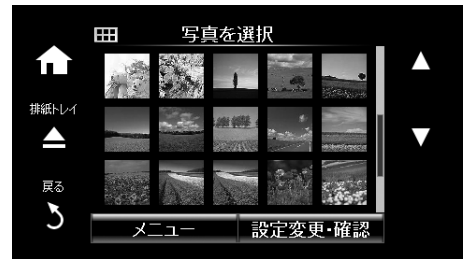 写真を選択
排紙トレイ
戻る
メニュー
設定変更・確認